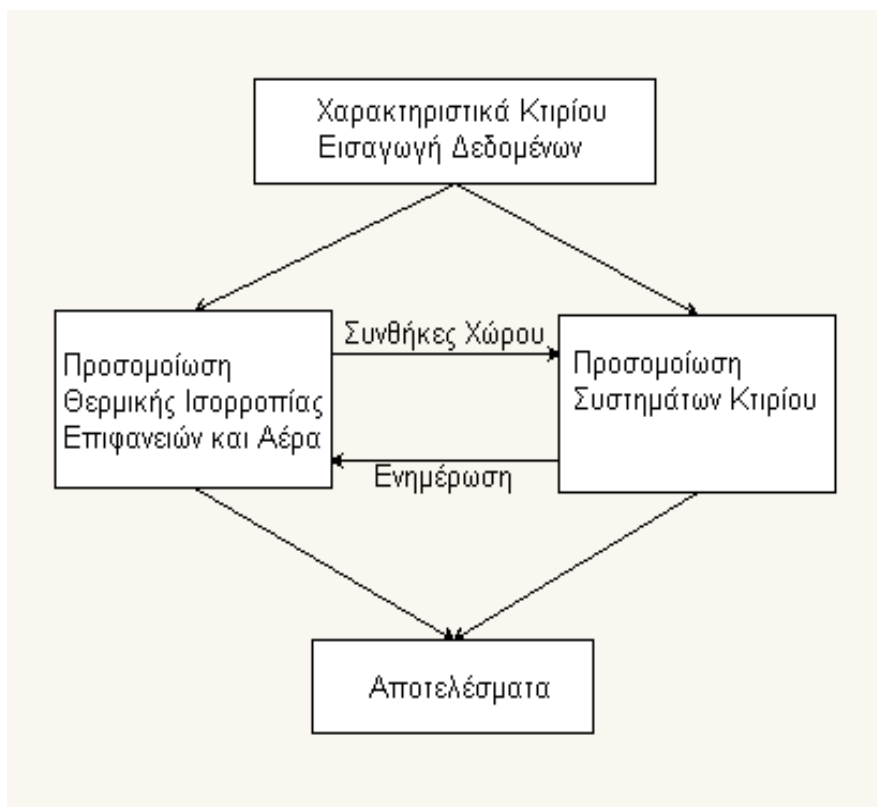 Χαρακτηριστικά Κτιρίου
Εισαγωγή Δεδομένων
Συνθήκες Χώρου
Προσομοίωση
Θερμικής Ισορροπίας
Επιφανειών και Αέρα
Προσομοίωση
Συστημάτων Κτιρίου
Ενημέρωση
Αποτελέσματα